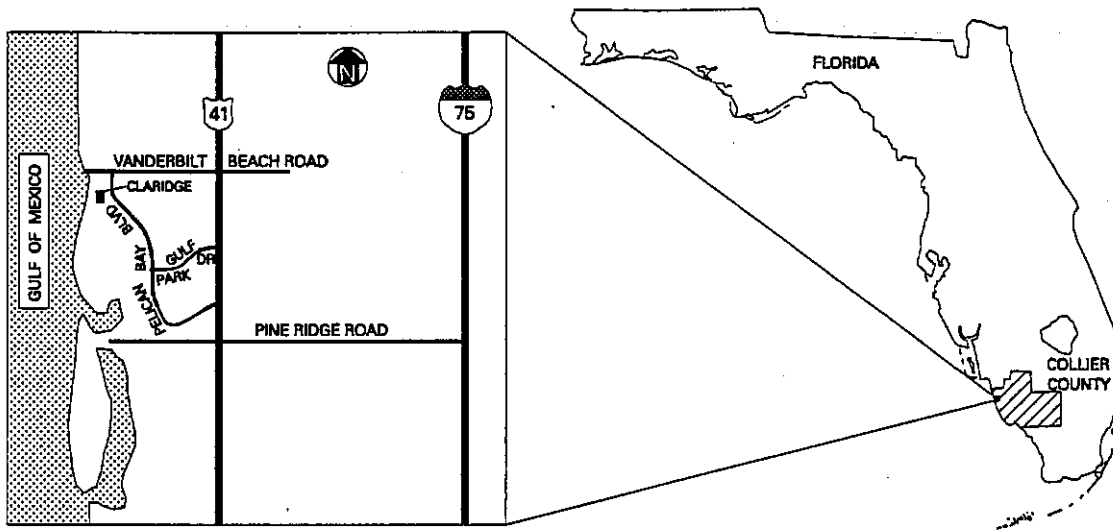 FLORIDA
N
41
75
GULF OF MEXICO
VANDERBILT BEACH ROAD
CLARIDGE
PELICAN BAY BLVD
GULF PARK DR
PINE RIDGE ROAD
COLLIER
COUNTY